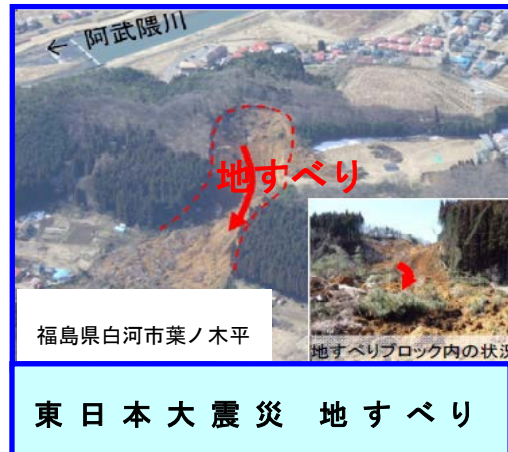 ← 阿武隈川
地すべり
福島県白河市葉ノ木平
地すべりブロック内の状況
東日本大震災 地すべり